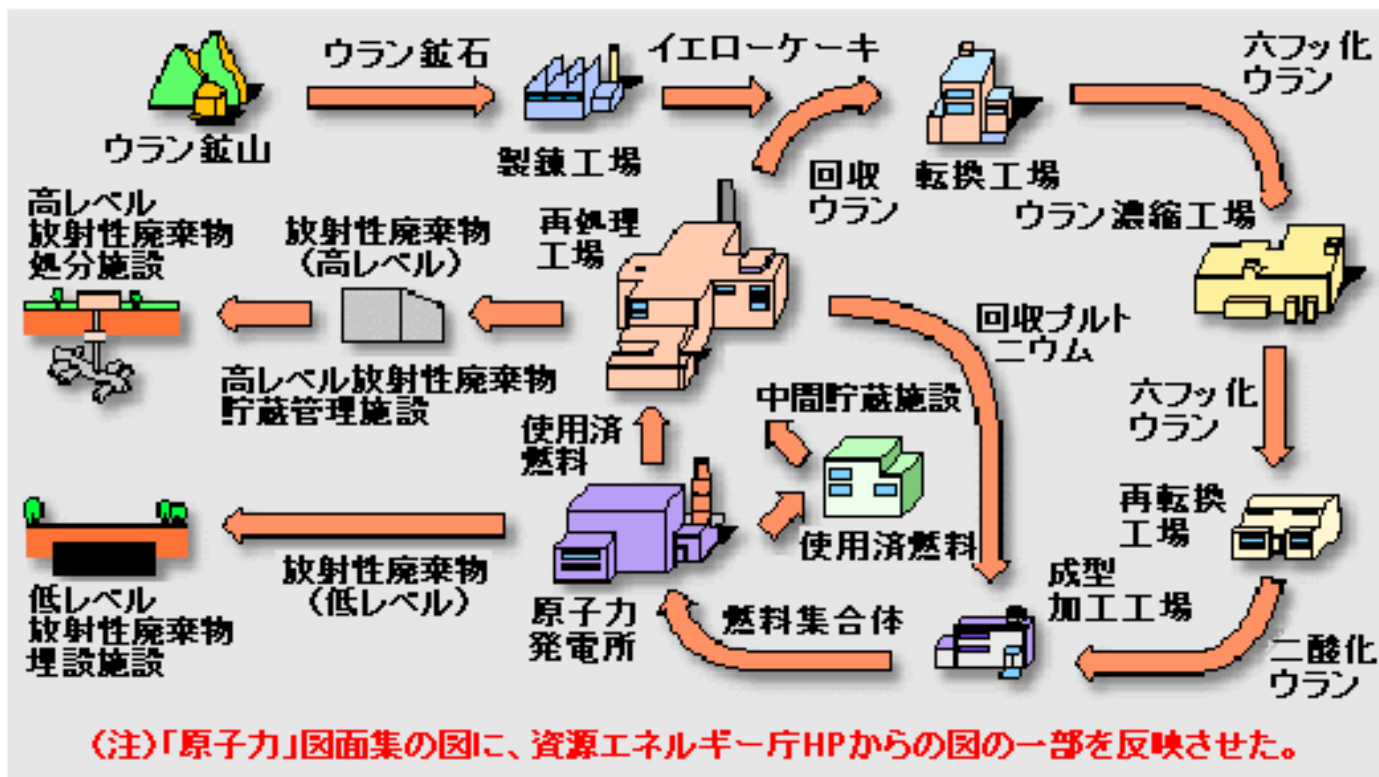 ウラン鉱石
イエローケーキ
六フッ化
ウラン
ウラン鉱山
製錬工場
回収
ウラン
転換工場
ウラン濃縮工場
高レベル
放射性廃棄物
処分施設
放射性廃棄物
(高レベル)
再処理
工場
回収プルト
ニウム
高レベル放射性廃棄物
貯蔵管理施設
中間貯蔵施設
六フッ化
ウラン
使用済
燃料
再転換
工場
使用済燃料
放射性廃棄物
(低レベル)
成型
加工工場
低レベル
放射性廃棄物
埋設施設
原子力
発電所
燃料集合体
二酸化
ウラン
(注)「原子力」図面集の図に、資源エネルギー庁HPからの図の一部を反映させた。